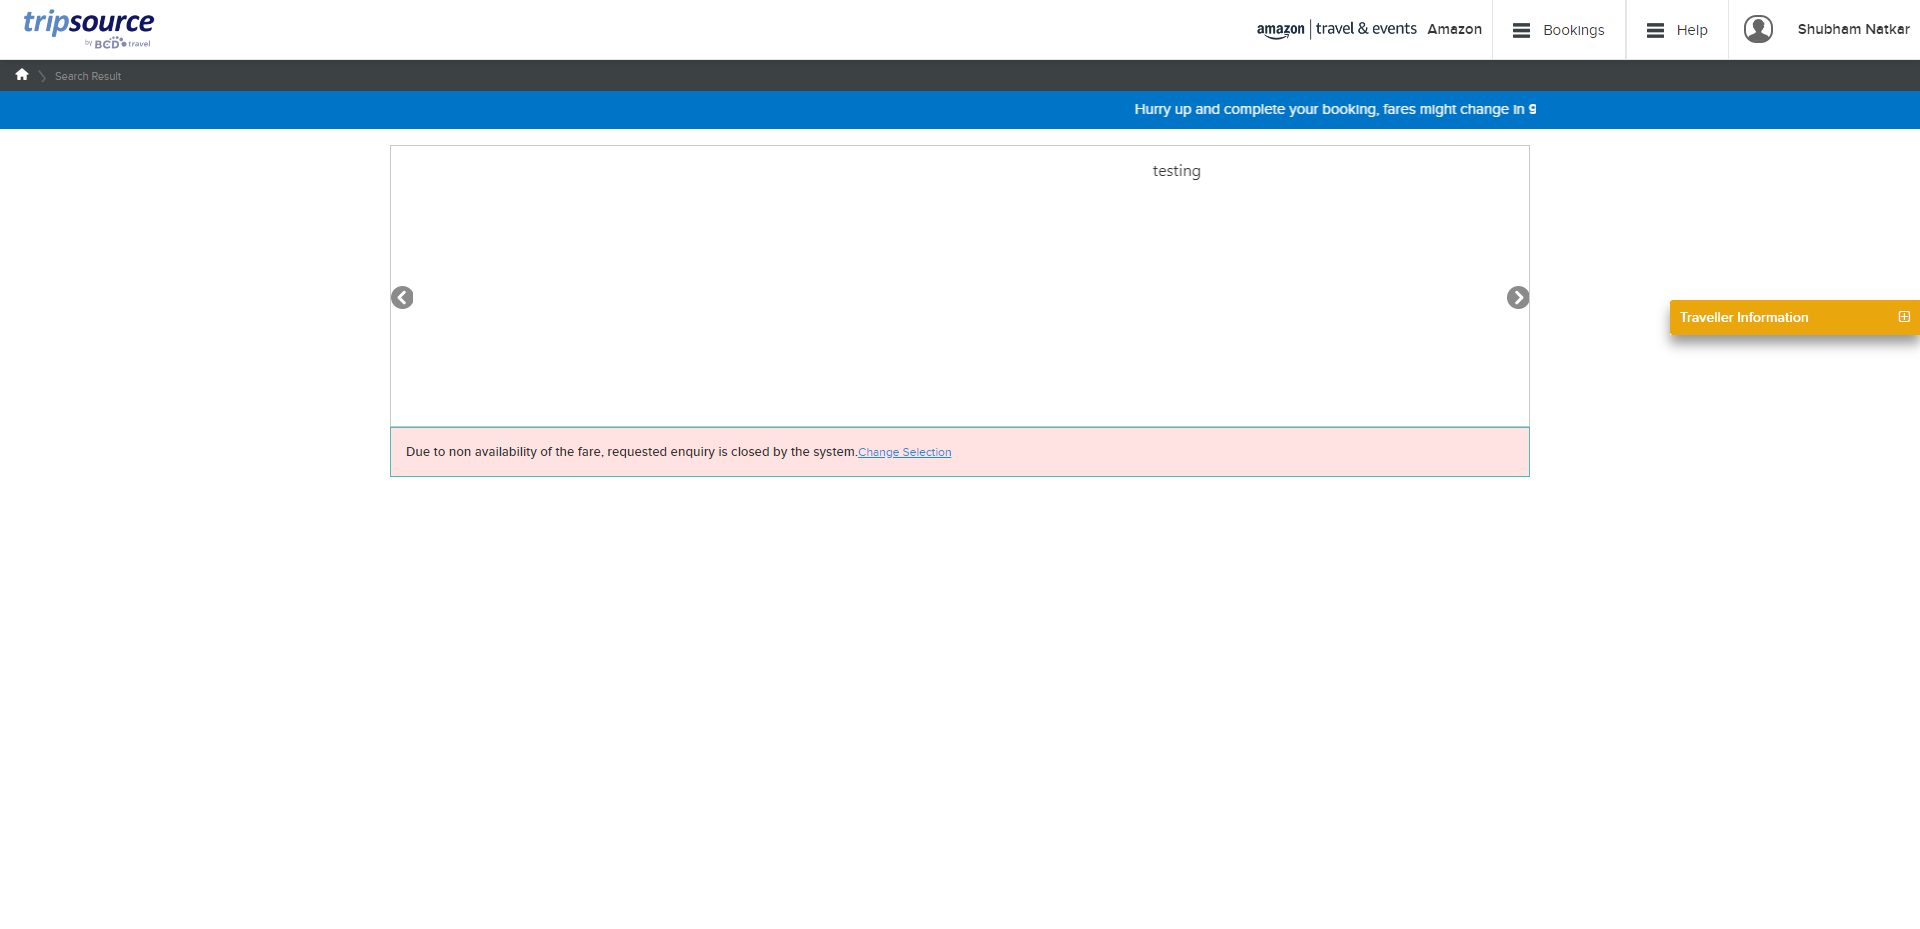 tripsource
by BCD travel
amazon | travel & events Amazon
Bookings
Help
Shubham Natkar
Search Result
Hurry up and complete your booking, fares might change in 9
testing
Traveller Information
Due to non availability of the fare, requested enquiry is closed by the system.Change Selection